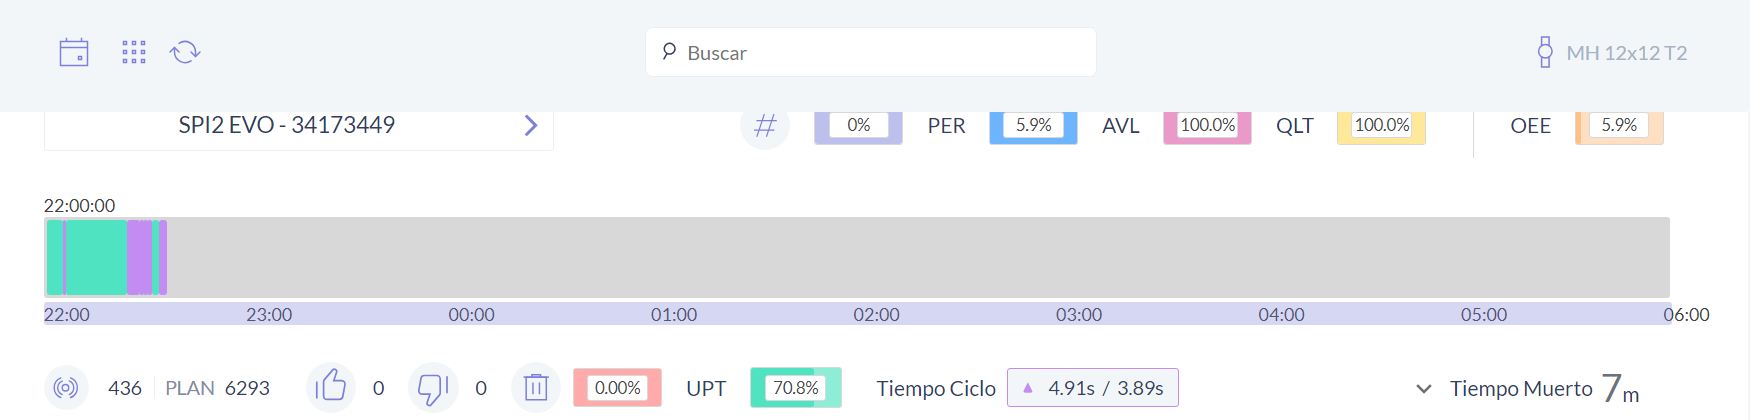 Buscar
MH 12x12 T2
SPI2 EVO - 34173449
# 0% PER 5.9% AVL 100.0% QLT 100.0% OEE 5.9%
22:00:00
22:00 23:00 00:00 01:00 02:00 03:00 04:00 05:00 06:00
436 PLAN 6293 0 0 0.00% UPT 70.8% Tiempo Ciclo 4.91s / 3.89s Tiempo Muerto 7m